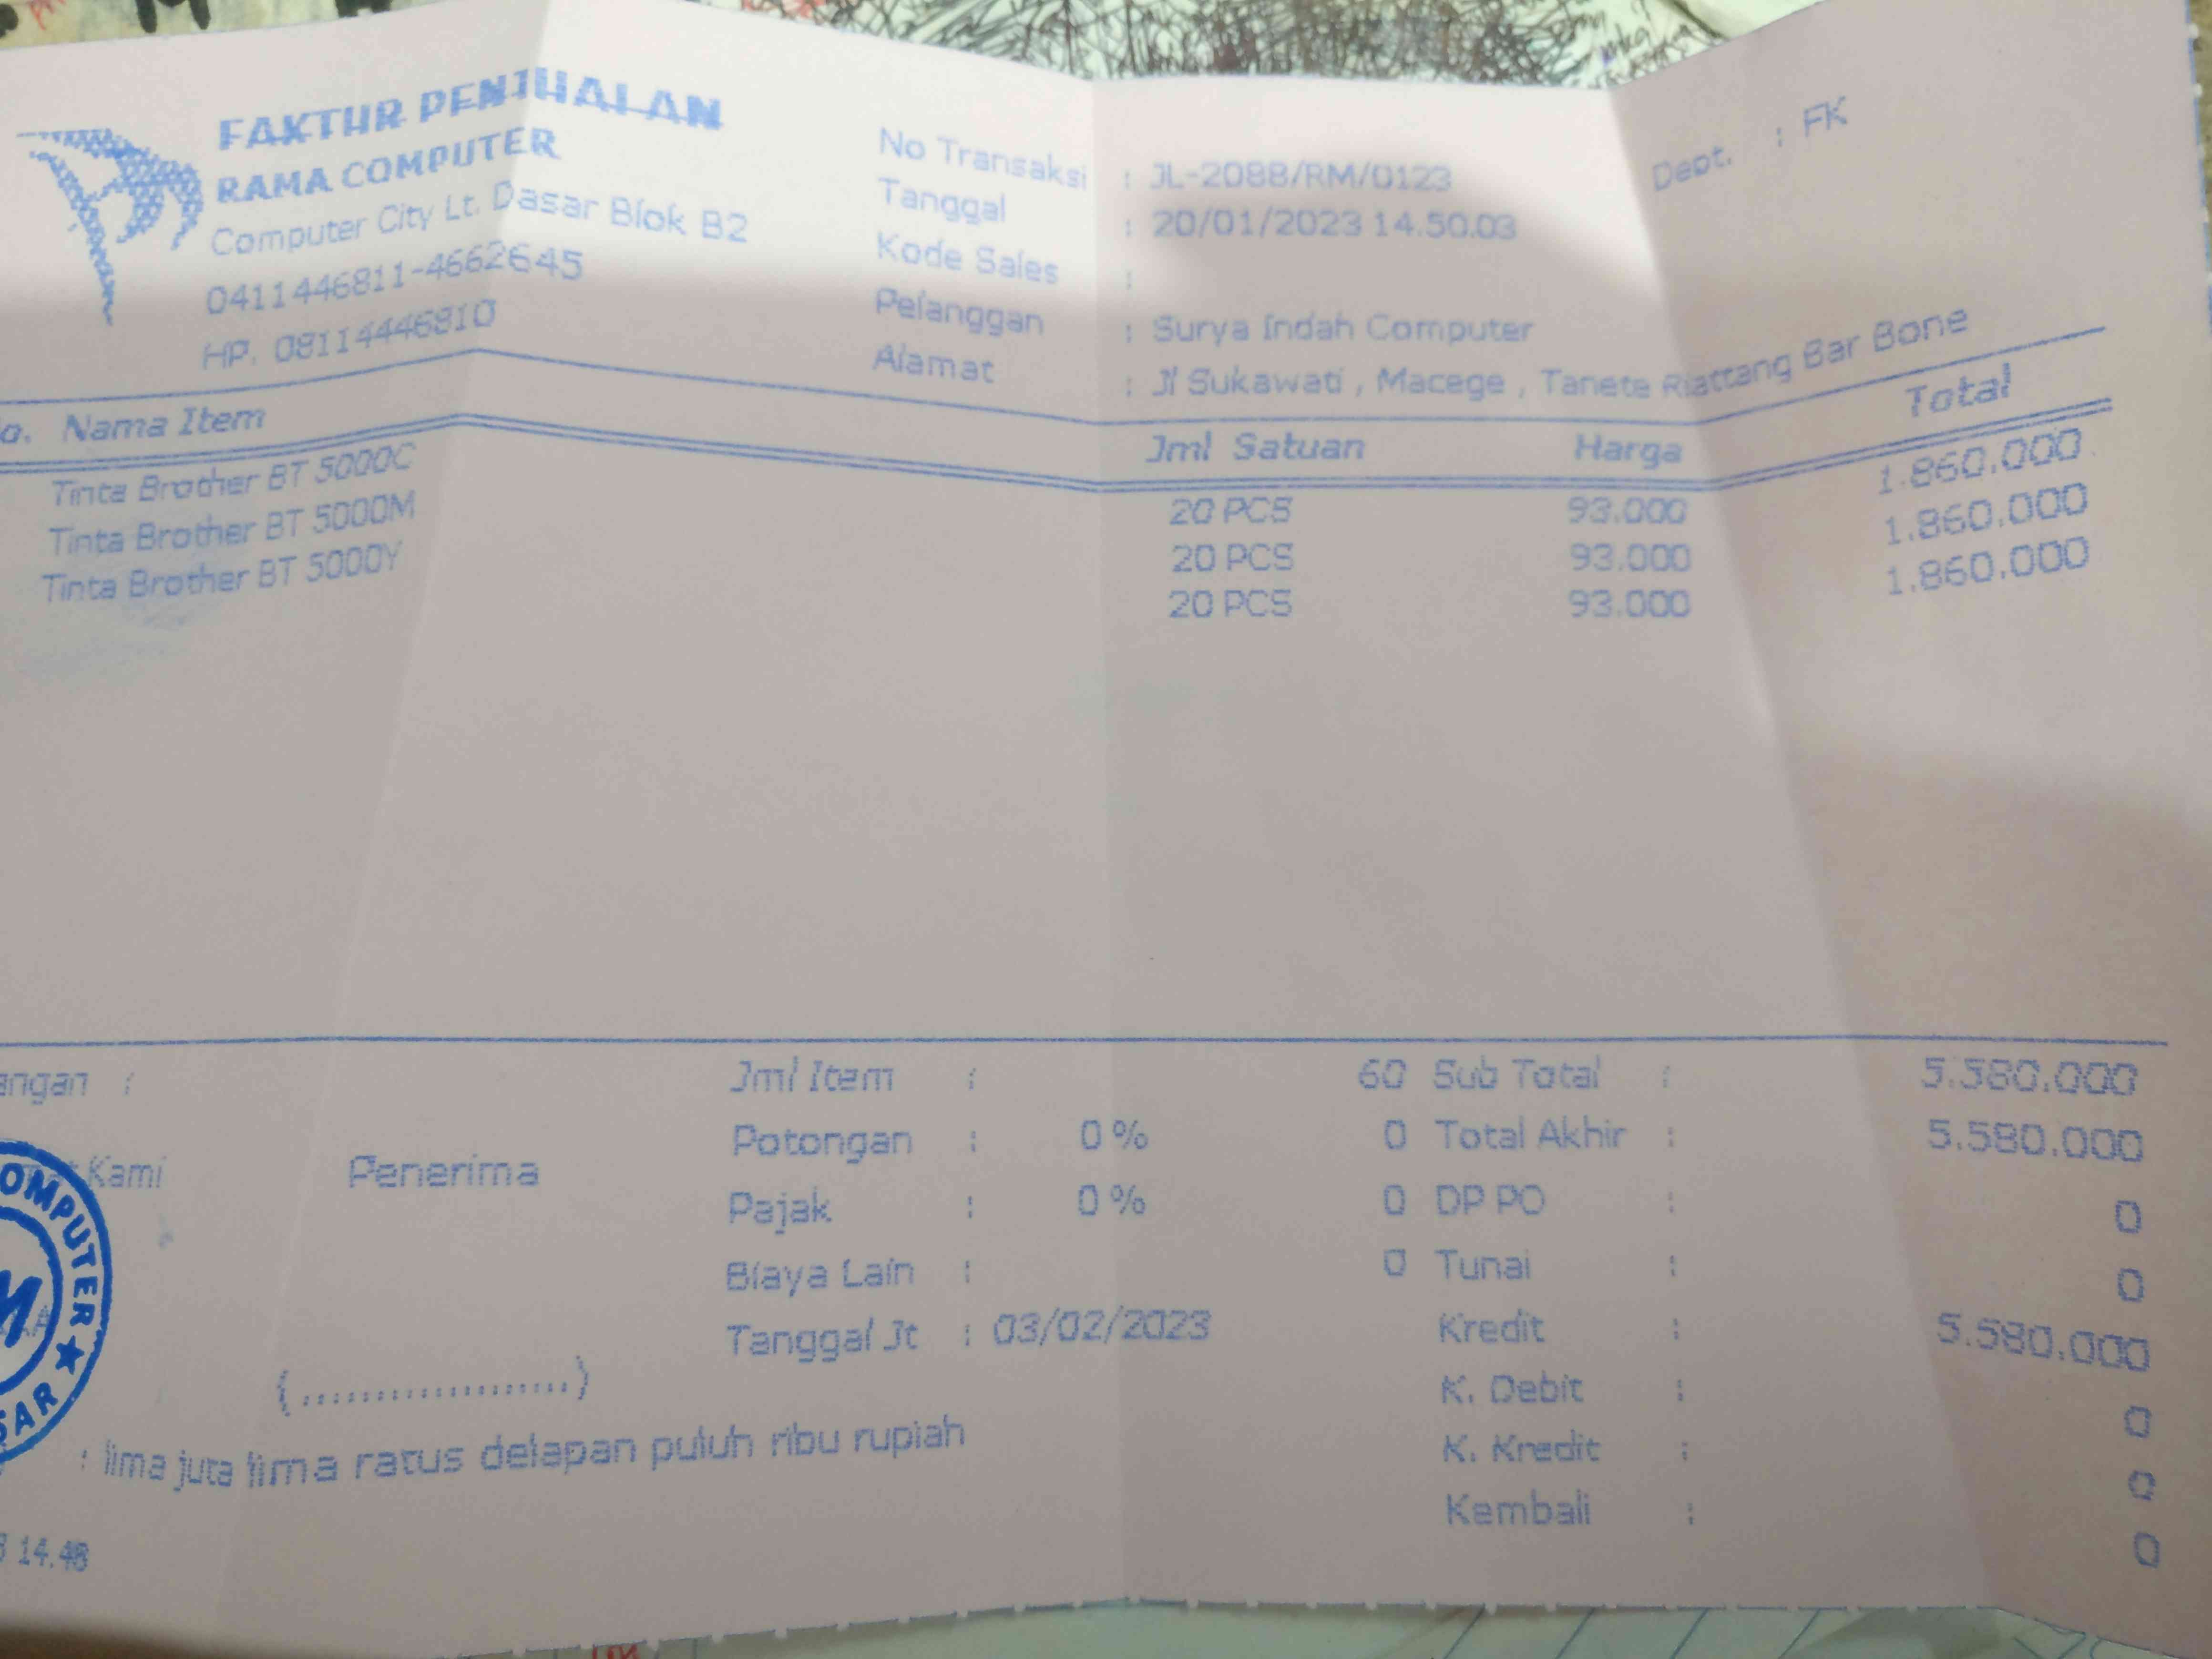 FAKTUR PENJUALAN
RAMA COMPUTER
Computer City Lt. Dasar Blok B2
0411446811-4662645
HP. 08114446810
No Transaksi : JL-2088/RM/0123
Dept. : FK
Tanggal : 20/01/2023 14.50.03
Kode Sales :
Pelanggan : Surya Indah Computer
Alamat : Jl Sukawati , Macege , Tanete Riattang Bar Bone
o. Nama Item Jml Satuan Harga Total
Tinta Brother BT 5000C 20 PCS 93.000 1.860.000
Tinta Brother BT 5000M 20 PCS 93.000 1.860.000
Tinta Brother BT 5000Y 20 PCS 93.000 1.860.000
angan : Jml Item : 60 Sub Total : 5.580.000
Potongan : 0 % 0 Total Akhir : 5.580.000
Kami Penerima
Pajak : 0 % 0 DP PO : 0
Biaya Lain : 0 Tunai : 0
Tanggal Jt : 03/02/2023 Kredit : 5.580.000
K. Debit : 0
K. Kredit : 0
Kembali : 0
(....................)
OMPUTER ★
SAR
: lima juta lima ratus delapan puluh ribu rupiah
14.48